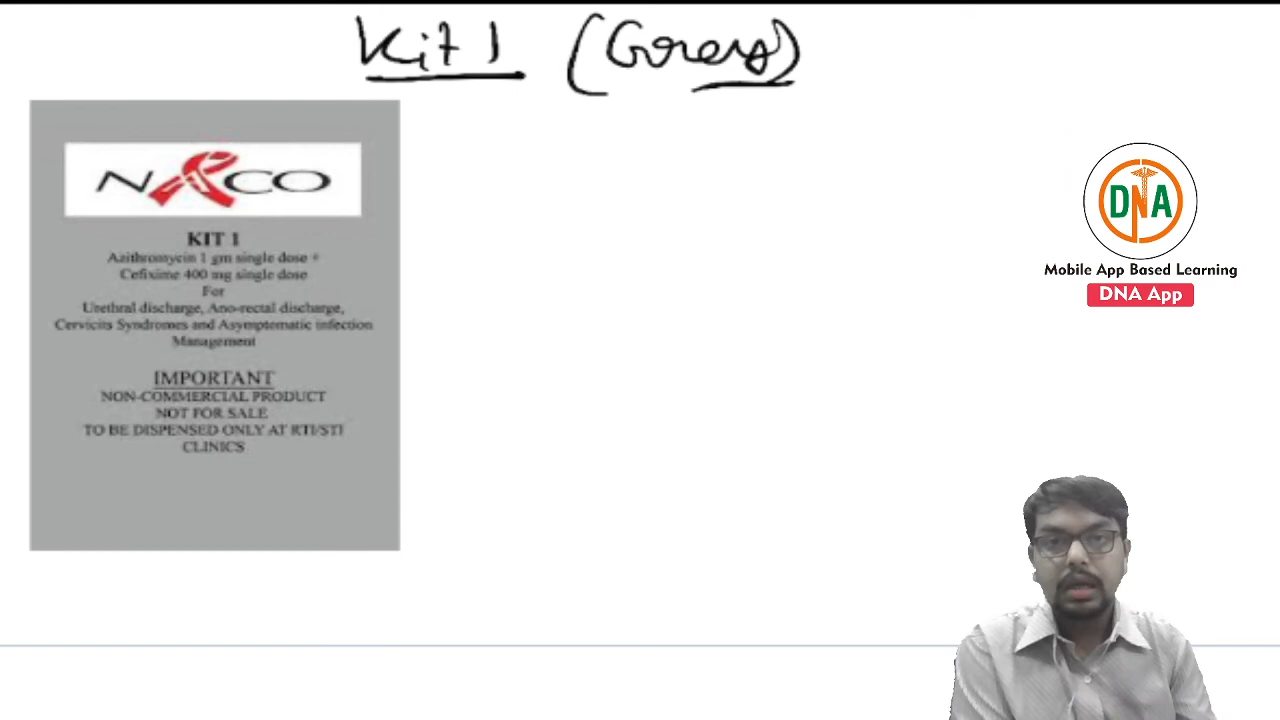 Kit 1 (Grey)
NACO
KIT 1
Azithromycin 1 gm single dose +
Cefixime 400 mg single dose
For
Urethral discharge, Ano-rectal discharge,
Cervicits Syndromes and Asymptomatic infection
Management
IMPORTANT
NON-COMMERCIAL PRODUCT
NOT FOR SALE
TO BE DISPENSED ONLY AT RTI/STI
CLINICS
DNA
Mobile App Based Learning
DNA App